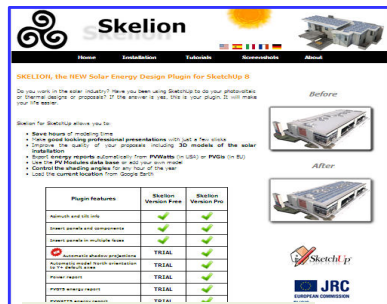 Skelion
Home Installation Tutorials Screenshots About
SKELION, the NEW Solar Energy Design Plugin for SketchUp 8
Do you work in the solar industry? Have you been using SketchUp to do your photovoltaic
or thermal designs or proposals? If the answer is yes, this is your plugin. It will make
your life easier.
Before
Skelion for SketchUp allows you to:
Save hours of modeling time
Make good looking professional presentations with just a few clicks
Improve the quality of your proposals including 3D models of the solar
installation
Export energy reports automatically from PVWatts (in USA) or PVGis (in EU)
Use the PV Modules data base or add your own model
Control the shading angles for any hour of the year
Load the current location from Google Earth
After
Plugin features Skelion Version Free Skelion Version Pro
Azimuth and tilt info
Insert panels and components
Insert panels in multiple faces
Automatic shadow projections TRIAL
Automatic model North orientation to Y+ default axes TRIAL
Power report TRIAL
PVGIS energy report TRIAL
PVWATTS energy report TRIAL
SketchUp
JRC
EUROPEAN COMMISSION